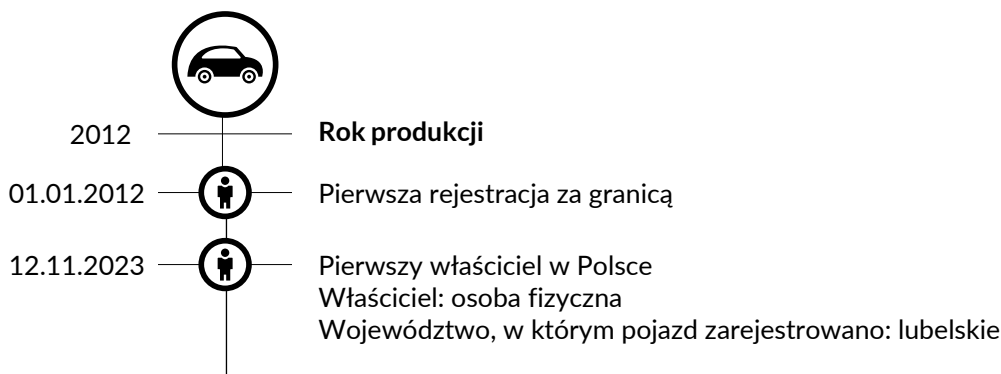 2012 Rok produkcji
01.01.2012 Pierwsza rejestracja za granicą
12.11.2023 Pierwszy właściciel w Polsce
Właściciel: osoba fizyczna
Województwo, w którym pojazd zarejestrowano: lubelskie